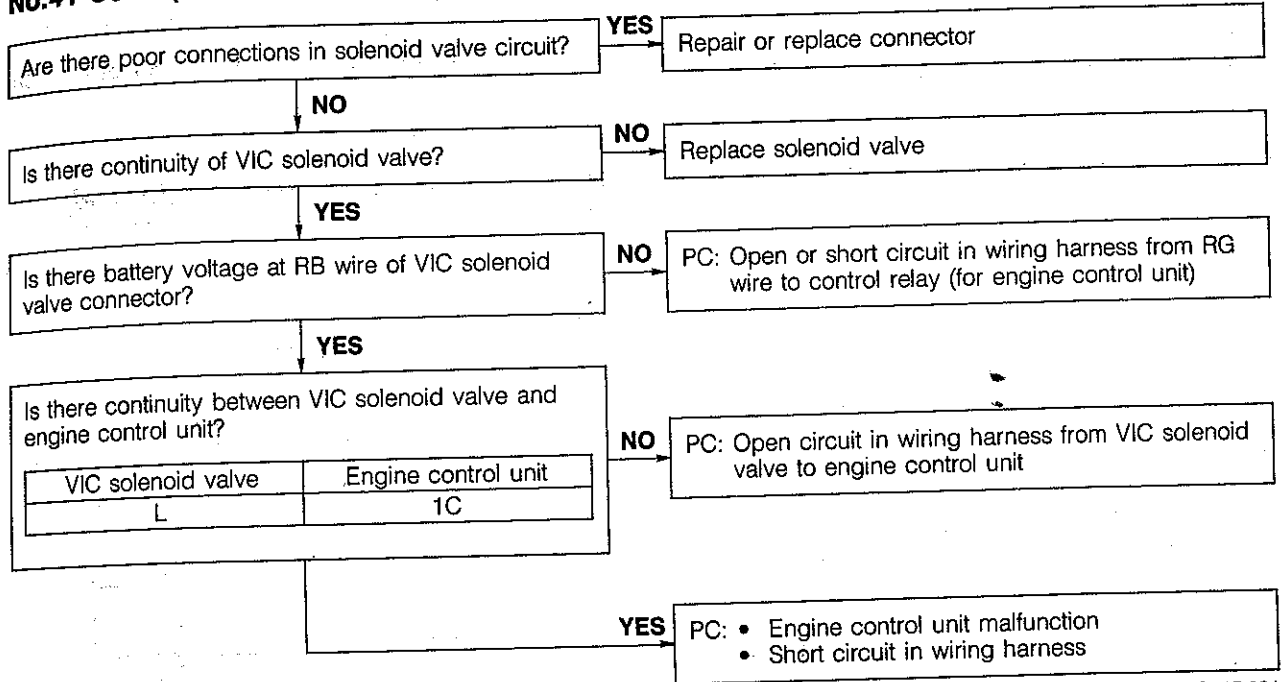 Are there poor connections in solenoid valve circuit?
YES
Repair or replace connector
NO
Is there continuity of VIC solenoid valve?
NO
Replace solenoid valve
YES
Is there battery voltage at RB wire of VIC solenoid
valve connector?
NO
PC: Open or short circuit in wiring harness from RG
wire to control relay (for engine control unit)
YES
Is there continuity between VIC solenoid valve and
engine control unit?
VIC solenoid valve Engine control unit
L 1C
NO
PC: Open circuit in wiring harness from VIC solenoid
valve to engine control unit
YES
PC: • Engine control unit malfunction
• Short circuit in wiring harness